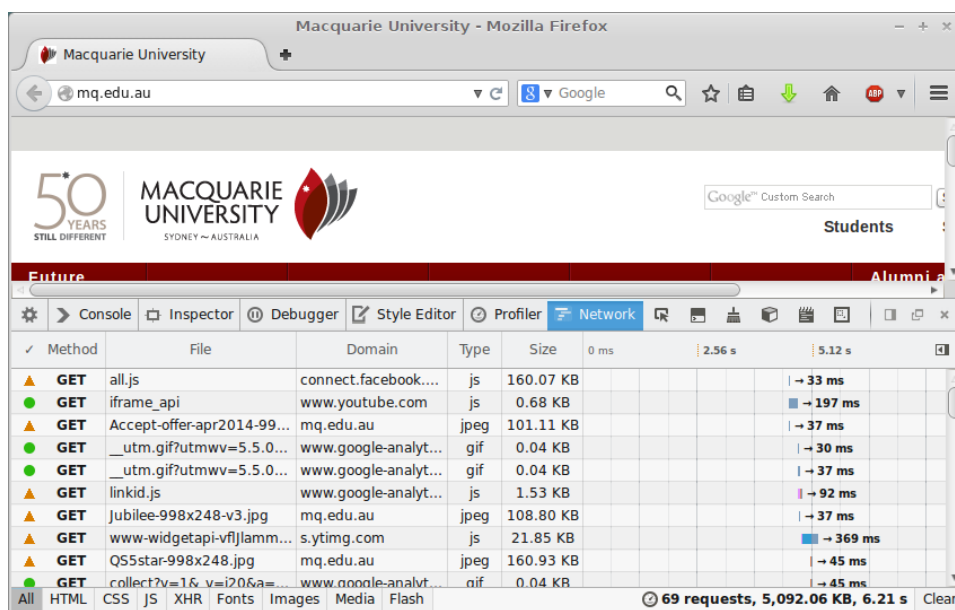 Macquarie University - Mozilla Firefox
Macquarie University
mq.edu.au
Google
ABP
50 YEARS
STILL DIFFERENT
MACQUARIE
UNIVERSITY
SYDNEY ~ AUSTRALIA
Google™ Custom Search
Students
Future
Alumni a
Console Inspector Debugger Style Editor Profiler Network
✓ Method File Domain Type Size 0 ms 2.56 s 5.12 s
GET all.js connect.facebook.... js 160.07 KB → 33 ms
GET iframe_api www.youtube.com js 0.68 KB → 197 ms
GET Accept-offer-apr2014-99... mq.edu.au jpeg 101.11 KB → 37 ms
GET __utm.gif?utmwv=5.5.0... www.google-analyt... gif 0.04 KB → 30 ms
GET __utm.gif?utmwv=5.5.0... www.google-analyt... gif 0.04 KB → 37 ms
GET linkid.js www.google-analyt... js 1.53 KB → 92 ms
GET Jubilee-998x248-v3.jpg mq.edu.au jpeg 108.80 KB → 37 ms
GET www-widgetapi-vflJlamm... s.ytimg.com js 21.85 KB → 369 ms
GET QS5star-998x248.jpg mq.edu.au jpeg 160.93 KB → 45 ms
GET collect?v=1&_v=j20&a=... www.google-analyt... gif 0.04 KB → 45 ms
All HTML CSS JS XHR Fonts Images Media Flash 69 requests, 5,092.06 KB, 6.21 s Clear